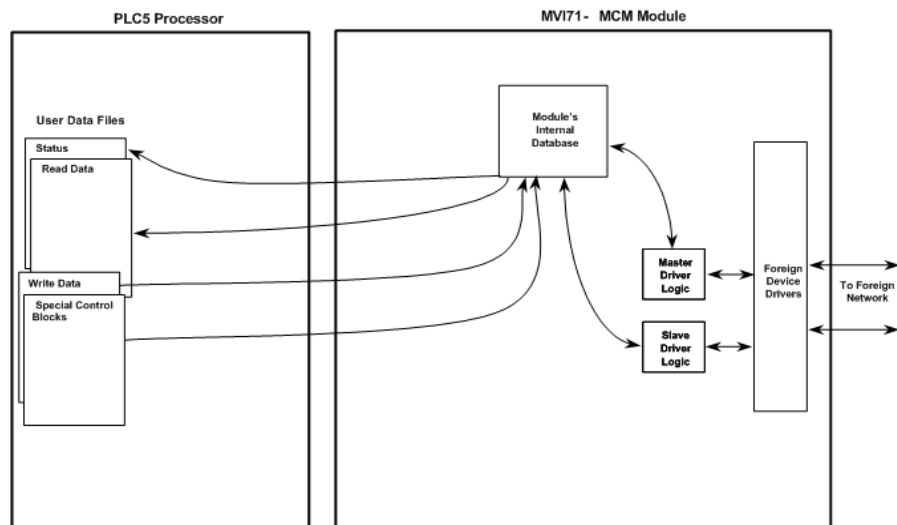 PLC5 Processor
MVI71- MCM Module
User Data Files
Status
Read Data
Write Data
Special Control
Blocks
Module's
Internal
Database
Master
Driver
Logic
Slave
Driver
Logic
Foreign
Device
Drivers
To Foreign
Network